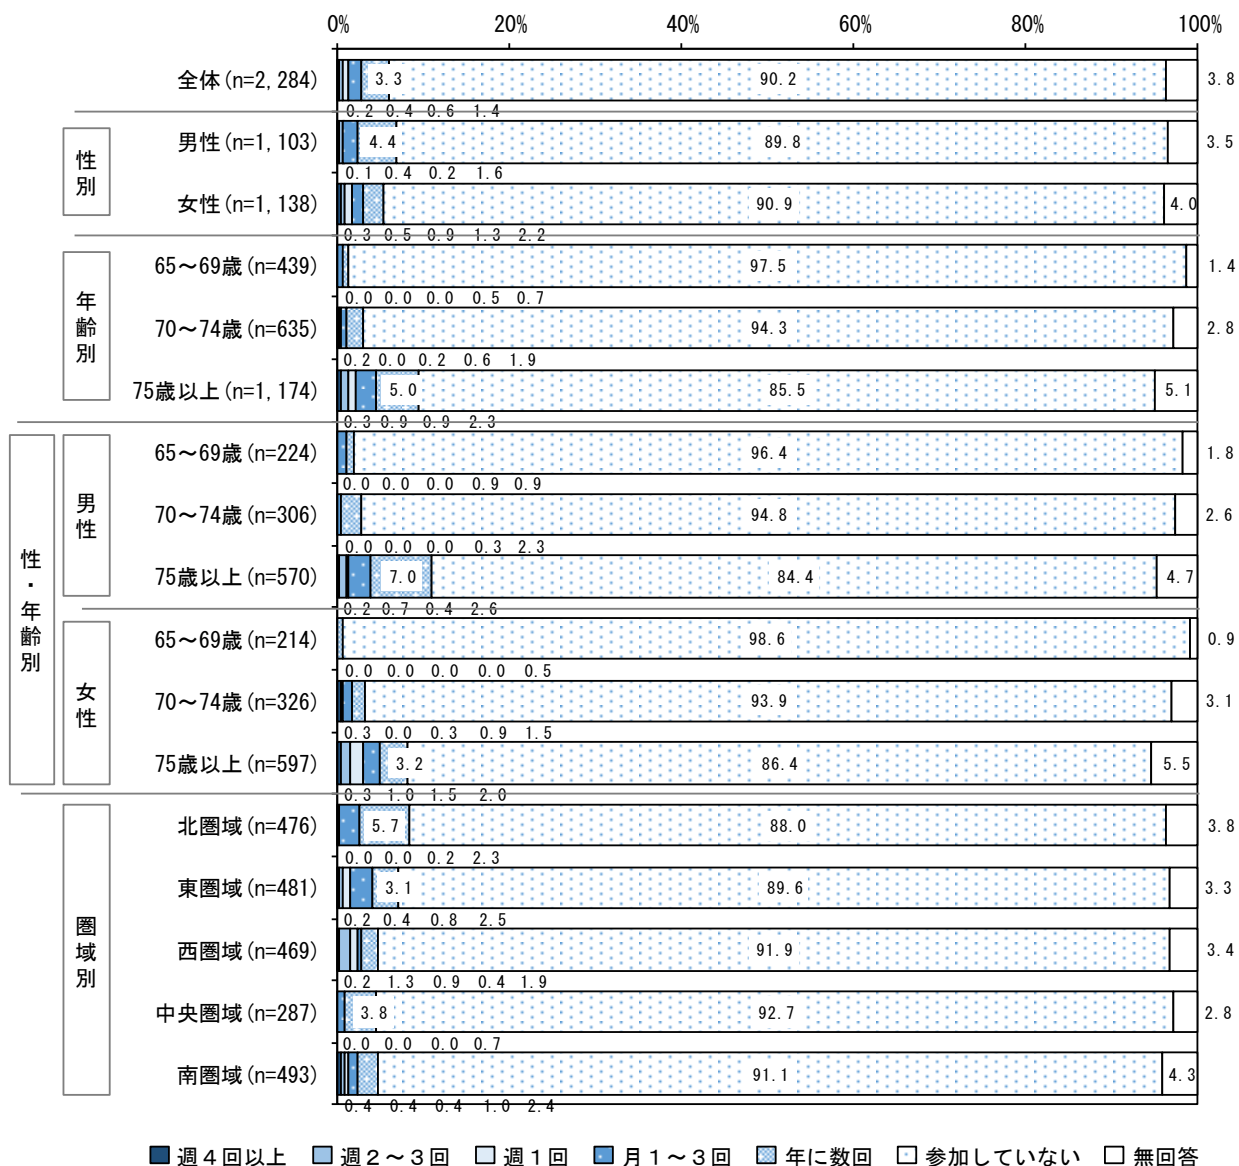 0% 20% 40% 60% 80% 100%
全体(n=2,284) 3.3 90.2 3.8
0.2 0.4 0.6 1.4
性別
男性(n=1,103) 4.4 89.8 3.5
0.1 0.4 0.2 1.6
女性(n=1,138) 90.9 4.0
0.3 0.5 0.9 1.3 2.2
年齢別
65～69歳(n=439) 97.5 1.4
0.0 0.0 0.0 0.5 0.7
70～74歳(n=635) 94.3 2.8
0.2 0.0 0.2 0.6 1.9
75歳以上(n=1,174) 5.0 85.5 5.1
0.3 0.9 0.9 2.3
性・年齢別
男性
65～69歳(n=224) 96.4 1.8
0.0 0.0 0.0 0.9 0.9
70～74歳(n=306) 94.8 2.6
0.0 0.0 0.0 0.3 2.3
75歳以上(n=570) 7.0 84.4 4.7
0.2 0.7 0.4 2.6
女性
65～69歳(n=214) 98.6 0.9
0.0 0.0 0.0 0.0 0.5
70～74歳(n=326) 93.9 3.1
0.3 0.0 0.3 0.9 1.5
75歳以上(n=597) 3.2 86.4 5.5
0.3 1.0 1.5 2.0
圏域別
北圏域(n=476) 5.7 88.0 3.8
0.0 0.0 0.2 2.3
東圏域(n=481) 3.1 89.6 3.3
0.2 0.4 0.8 2.5
西圏域(n=469) 91.9 3.4
0.2 1.3 0.9 0.4 1.9
中央圏域(n=287) 3.8 92.7 2.8
0.0 0.0 0.0 0.7
南圏域(n=493) 91.1 4.3
0.4 0.4 0.4 1.0 2.4
週４回以上 週２～３回 週１回 月１～３回 年に数回 参加していない 無回答